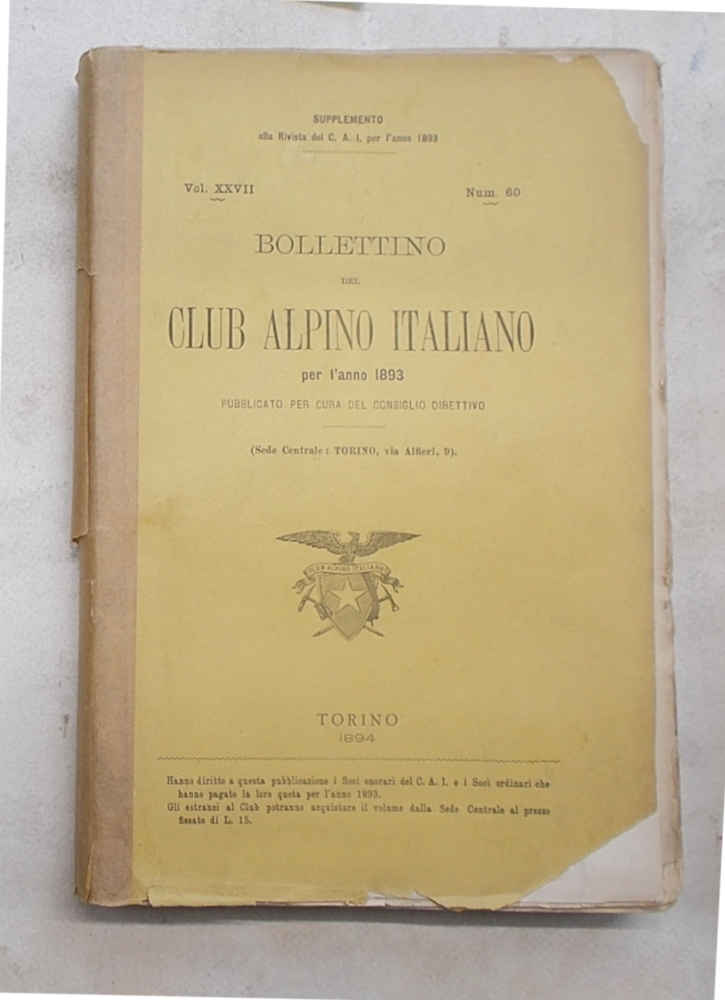 SUPPLEMENTO
alla Rivista del C. A. I. per l'anno 1893
Vol. XXVII
Num. 60
BOLLETTINO
DEL
CLUB ALPINO ITALIANO
per l'anno 1893
PUBBLICATO PER CURA DEL CONSIGLIO DIRETTIVO
(Sede Centrale: TORINO, via Alfieri, 9).
CLUB ALPINO ITALIANO
TORINO
1894
Hanno diritto a questa pubblicazione i Soci onorari del C. A. I. e i Soci ordinari che
hanno pagato la loro quota per l'anno 1893.
Gli estranei al Club potranno acquistare il volume dalla Sede Centrale al prezzo
fissato di L. 15.